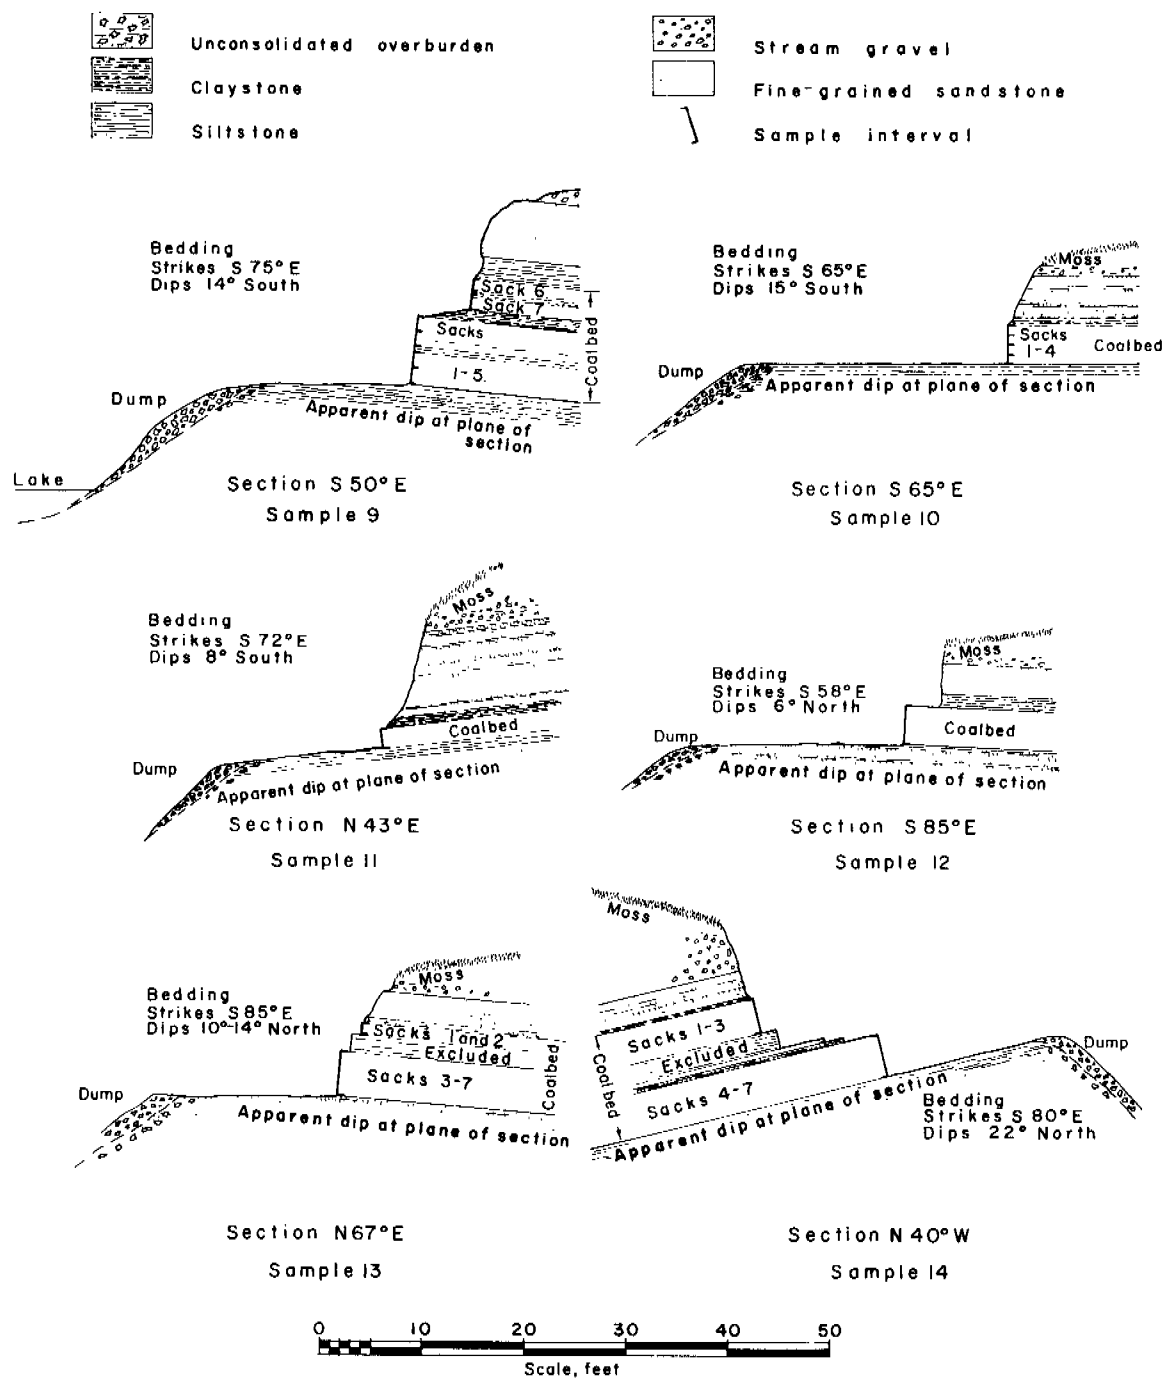 Unconsolidated overburden
Claystone
Siltstone
Stream gravel
Fine-grained sandstone
Sample interval
Bedding
Strikes S 75° E
Dips 14° South
Sack 6
Sack 7
Sacks
1-5.
Coalbed
Dump
Apparent dip at plane of
section
Lake
Section S 50° E
Sample 9
Bedding
Strikes S 65° E
Dips 15° South
Moss
Sacks
1-4
Coalbed
Dump
Apparent dip at plane of section
Section S 65° E
Sample 10
Bedding
Strikes S 72° E
Dips 8° South
Moss
Coalbed
Dump
Apparent dip at plane of section
Section N 43° E
Sample 11
Bedding
Strikes S 58° E
Dips 6° North
Moss
Coalbed
Dump
Apparent dip at plane of section
Section S 85° E
Sample 12
Bedding
Strikes S 85° E
Dips 10°-14° North
Moss
Sacks 1 and 2
Excluded
Sacks 3-7
Coalbed
Dump
Apparent dip at plane of section
Section N 67° E
Sample 13
Moss
Sacks 1-3
Excluded
Sacks 4-7
Coalbed
Dump
Apparent dip at plane of section
Bedding
Strikes S 80° E
Dips 22° North
Section N 40° W
Sample 14
0 10 20 30 40 50
Scale, feet